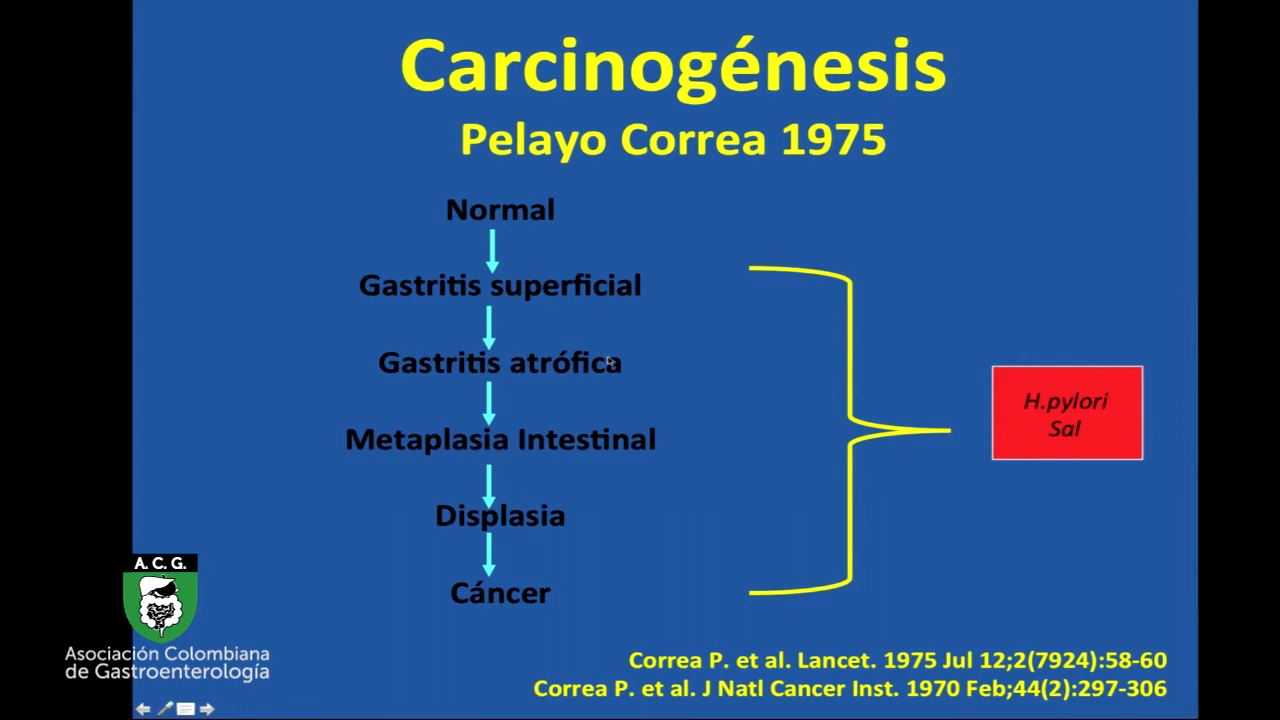 Carcinogénesis
Pelayo Correa 1975
Normal
Gastritis superficial
Gastritis atrófica
Metaplasia Intestinal
Displasia
Cáncer
H.pylori
Sal
A. C. G.
Asociación Colombiana
de Gastroenterología
Correa P. et al. Lancet. 1975 Jul 12;2(7924):58-60
Correa P. et al. J Natl Cancer Inst. 1970 Feb;44(2):297-306